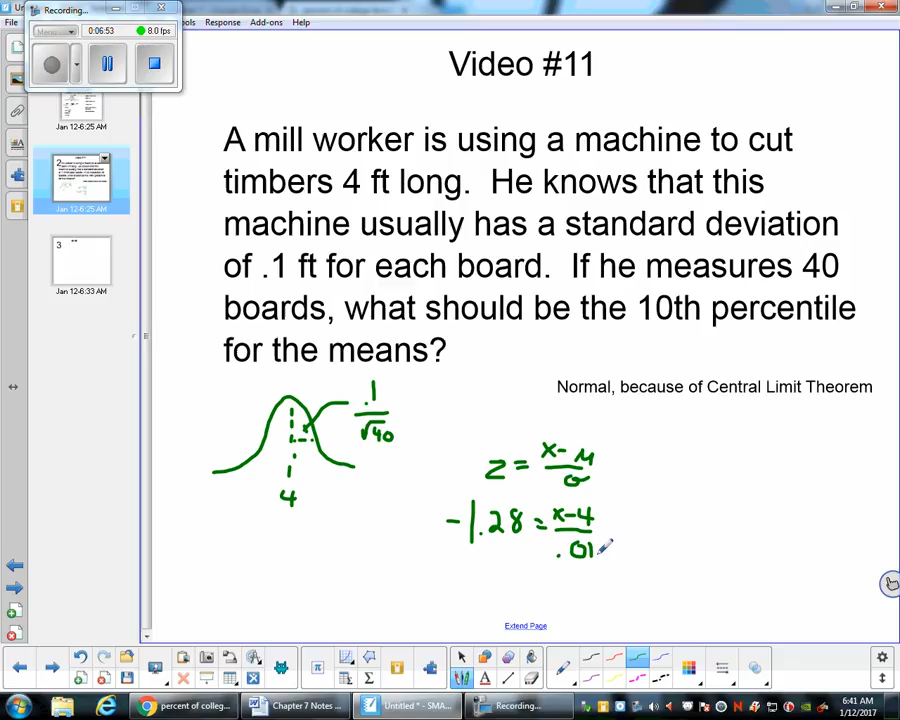 Recording...
Menu
0:06:53
8.0 fps
File
Tools
Response
Add-ons
Help
Jan 12-6:25 AM
2
Jan 12-6:25 AM
3
Jan 12-6:33 AM
Video #11
A mill worker is using a machine to cut
timbers 4 ft long. He knows that this
machine usually has a standard deviation
of .1 ft for each board. If he measures 40
boards, what should be the 10th percentile
for the means?
Normal, because of Central Limit Theorem
.1
√40
4
z = x-μ
σ
-1.28 = x-4
.01
Extend Page
percent of colleg...
Chapter 7 Notes ...
Untitled * - SMA...
Recording...
6:41 AM
1/12/2017